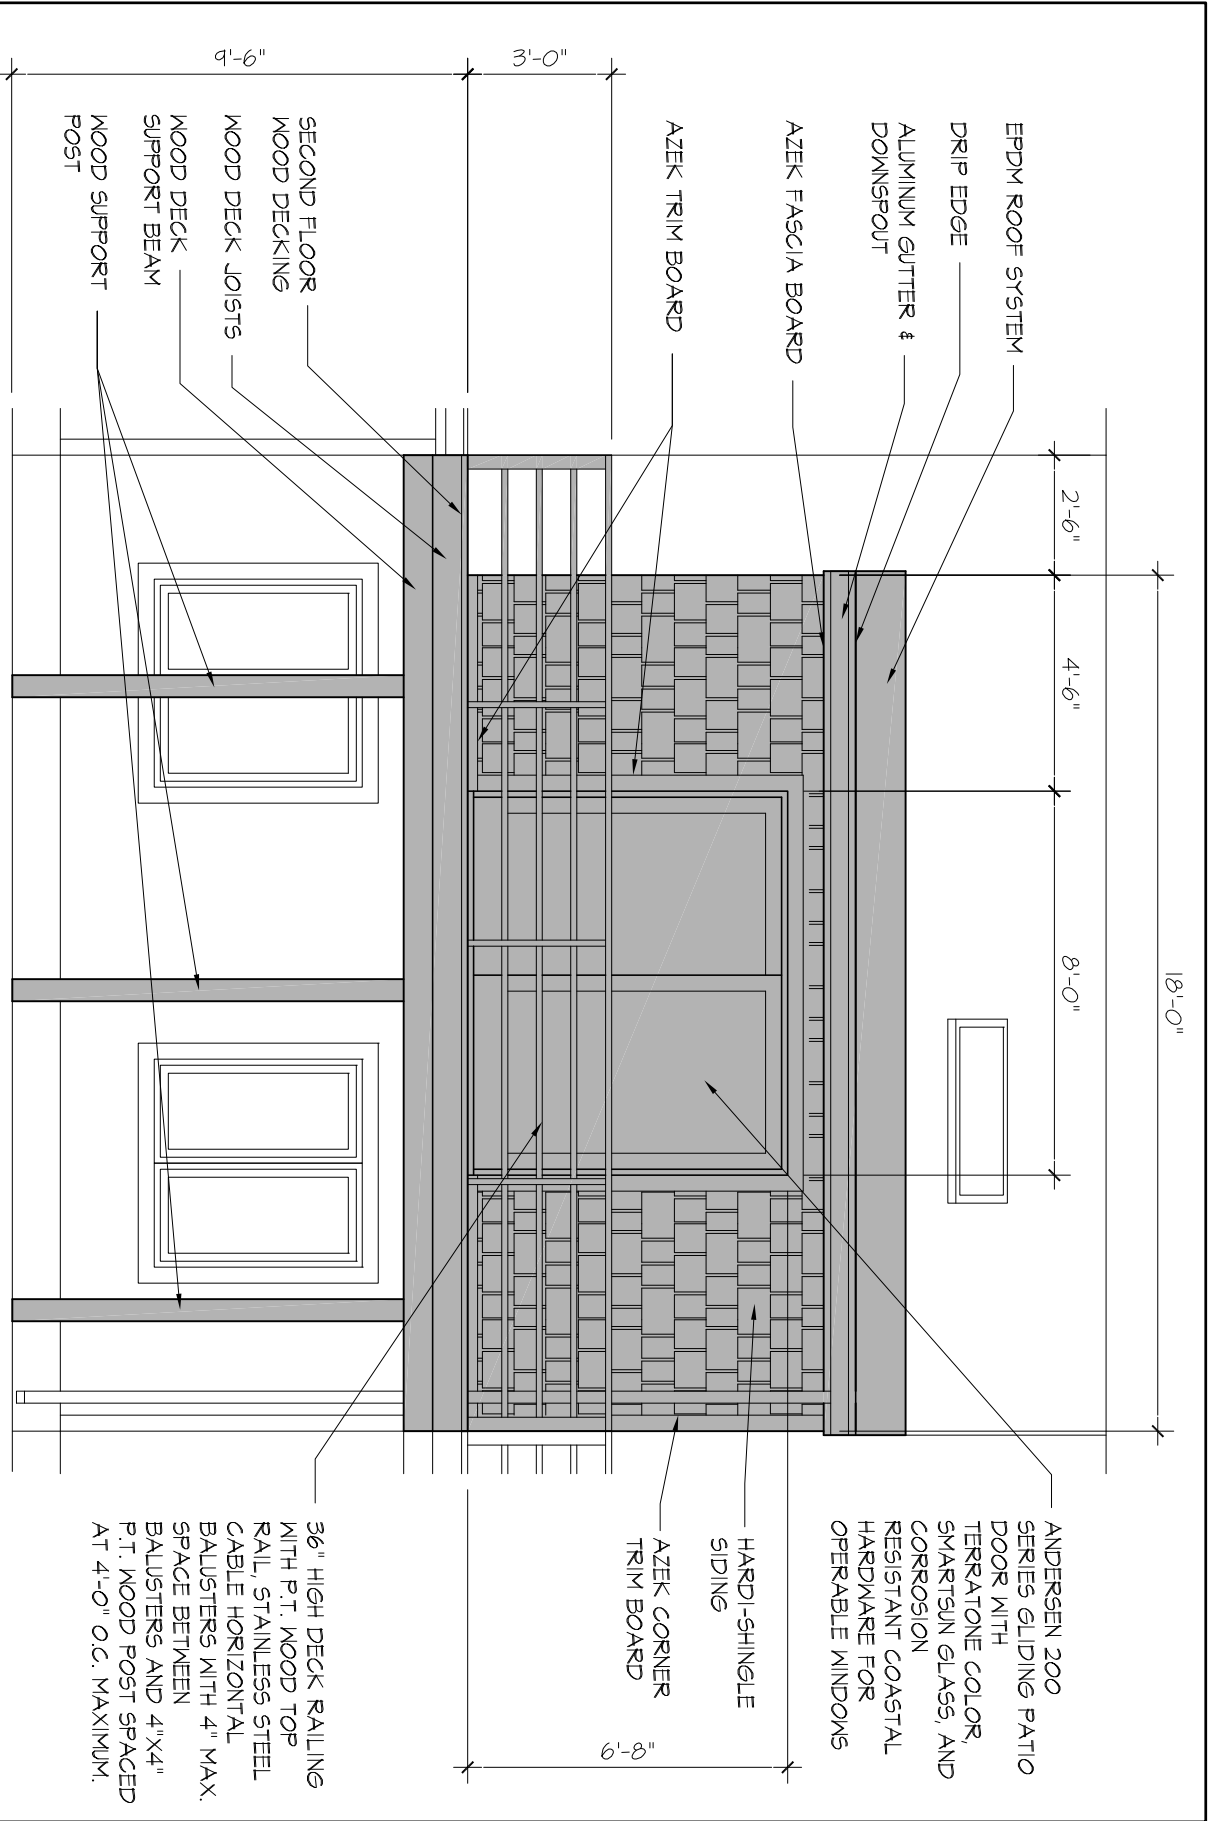 18'-0"
2'-6"
4'-6"
8'-0"
EPDM ROOF SYSTEM
DRIP EDGE
ALUMINUM GUTTER &
DOWNSPOUT
AZEK FASCIA BOARD
AZEK TRIM BOARD
3'-0"
9'-6"
SECOND FLOOR
WOOD DECKING
WOOD DECK JOISTS
WOOD DECK
SUPPORT BEAM
WOOD SUPPORT
POST
ANDERSEN 200
SERIES GLIDING PATIO
DOOR WITH
TERRATONE COLOR,
SMARTSUN GLASS, AND
CORROSION
RESISTANT COASTAL
HARDWARE FOR
OPERABLE WINDOWS
HARDI-SHINGLE
SIDING
AZEK CORNER
TRIM BOARD
6'-8"
36" HIGH DECK RAILING
WITH P.T. WOOD TOP
RAIL, STAINLESS STEEL
CABLE HORIZONTAL
BALUSTERS WITH 4" MAX.
SPACE BETWEEN
BALUSTERS AND 4"X4"
P.T. WOOD POST SPACED
AT 4'-0" O.C. MAXIMUM.